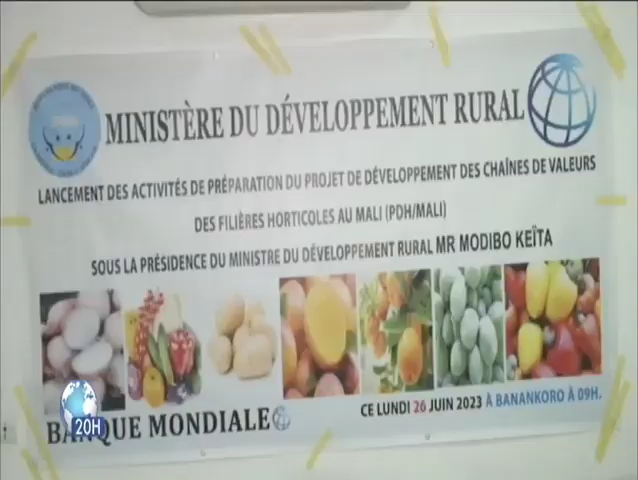 MINISTÈRE DU DÉVELOPPEMENT RURAL
LANCEMENT DES ACTIVITÉS DE PRÉPARATION DU PROJET DE DÉVELOPPEMENT DES CHAÎNES DE VALEURS
DES FILIÈRES HORTICOLES AU MALI (PDH/MALI)
SOUS LA PRÉSIDENCE DU MINISTRE DU DÉVELOPPEMENT RURAL MR MODIBO KEÏTA
BANQUE MONDIALE
CE LUNDI 26 JUIN 2023 À BANANKORO À 09H.
20H